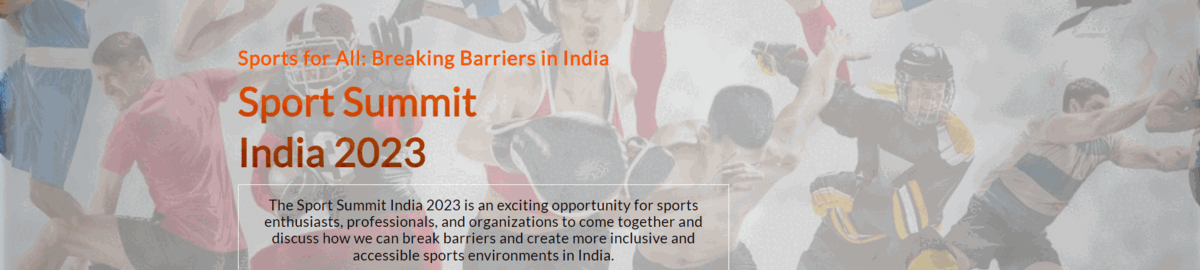 Sports for All: Breaking Barriers in India
Sport Summit
India 2023
The Sport Summit India 2023 is an exciting opportunity for sports
enthusiasts, professionals, and organizations to come together and
discuss how we can break barriers and create more inclusive and
accessible sports environments in India.